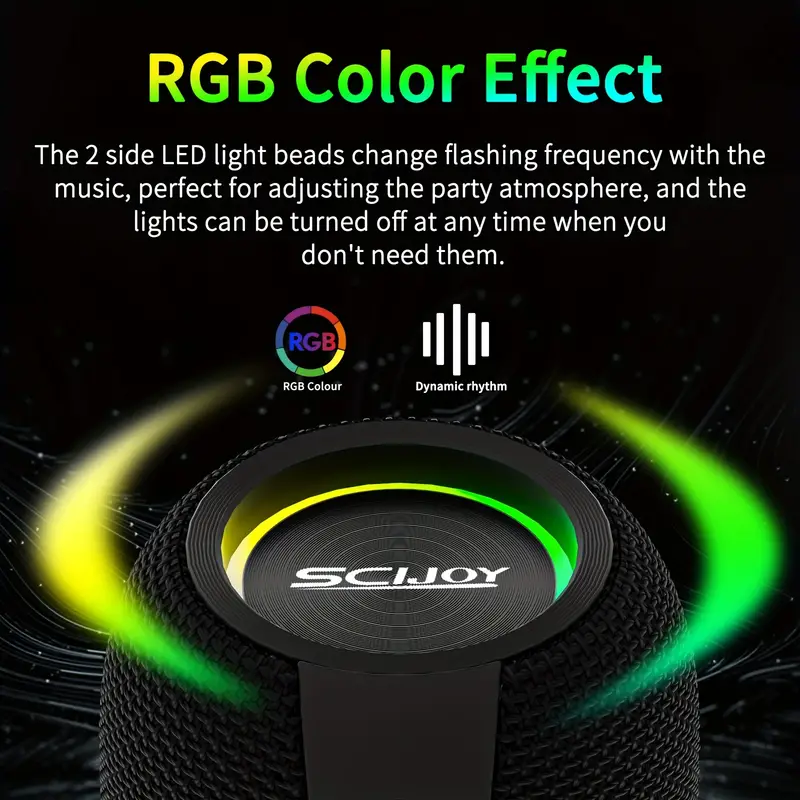 RGB Color Effect
The 2 side LED light beads change flashing frequency with the
music, perfect for adjusting the party atmosphere, and the
lights can be turned off at any time when you
don't need them.
RGB
RGB Colour
Dynamic rhythm
SCIJOY